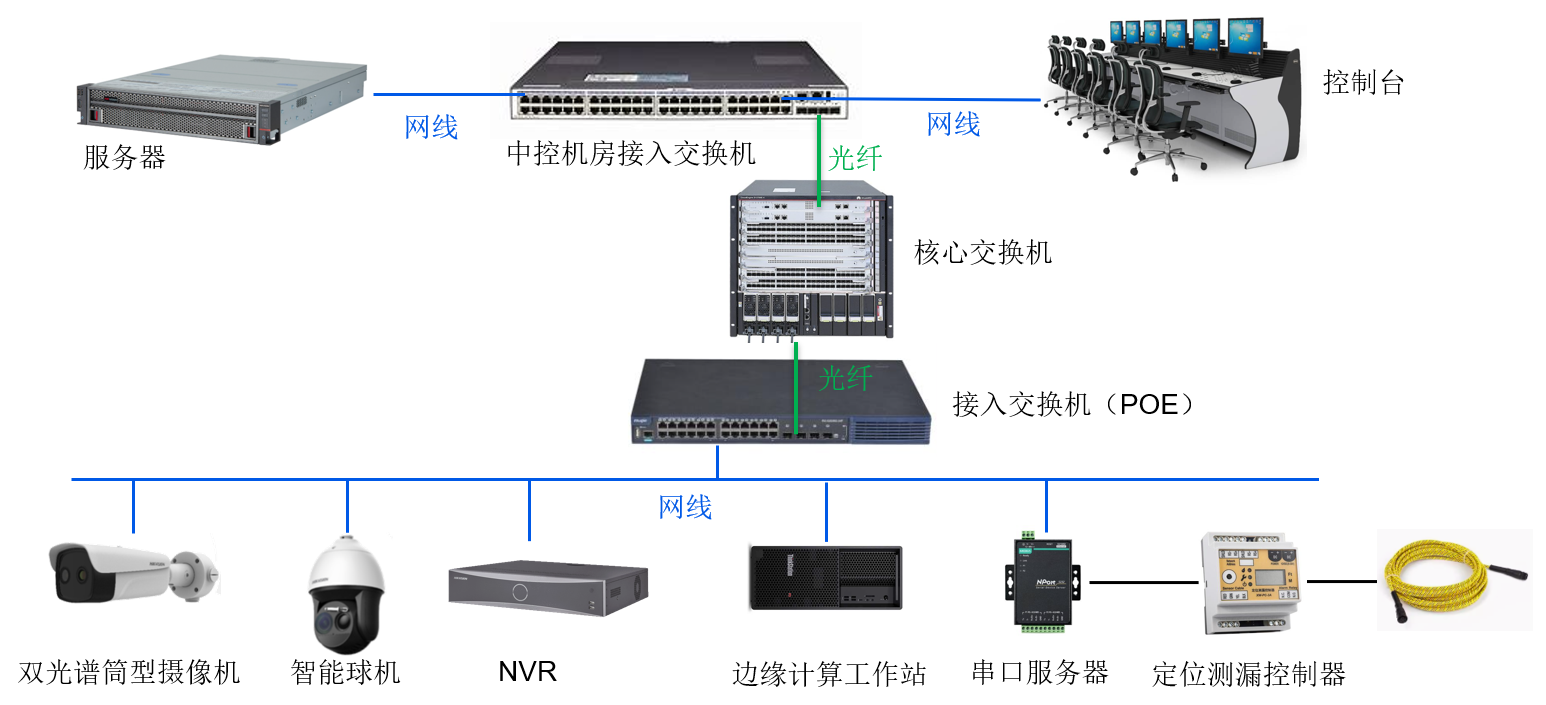 控制台
网线
网线
服务器
中控机房接入交换机
光纤
核心交换机
光纤
接入交换机（POE）
网线
NPort
双光谱筒型摄像机
智能球机
NVR
边缘计算工作站
串口服务器
定位测漏控制器